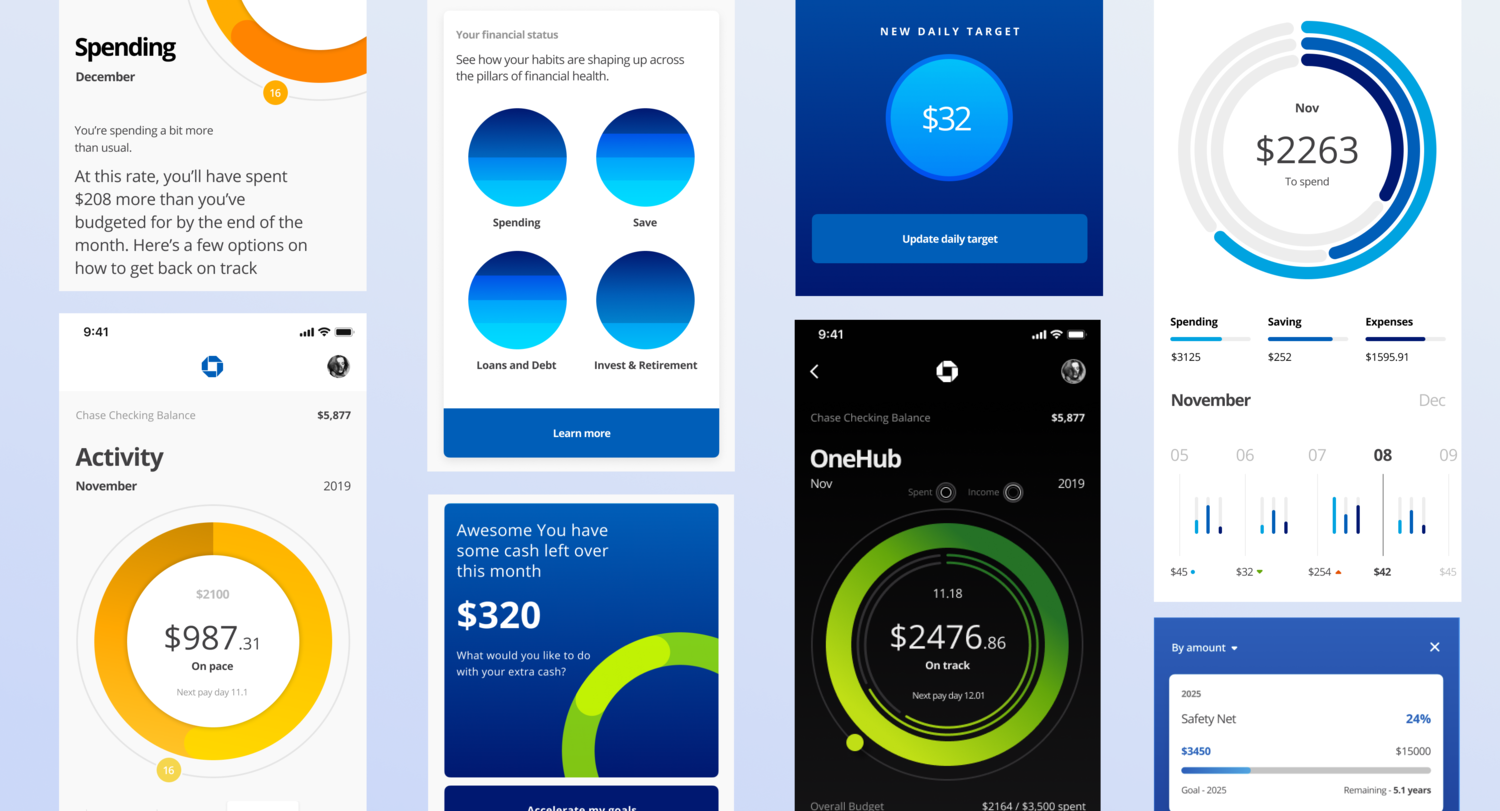 Spending
December
16
You're spending a bit more
than usual.
At this rate, you'll have spent
$208 more than you've
budgeted for by the end of the
month. Here's a few options on
how to get back on track
9:41
Chase Checking Balance $5,877
Activity
November 2019
$2100
$987.31
On pace
Next pay day 11.1
16
Your financial status
See how your habits are shaping up across
the pillars of financial health.
Spending Save
Loans and Debt Invest & Retirement
Learn more
Awesome You have
some cash left over
this month
$320
What would you like to do
with your extra cash?
Accelerate my goals
NEW DAILY TARGET
$32
Update daily target
9:41
Chase Checking Balance $5,877
OneHub
Nov 2019
Spent Income
11.18
$2476.86
On track
Next pay day 12.01
Overall Budget $2164 / $3,500 spent
Nov
$2263
To spend
Spending Saving Expenses
$3125 $252 $1595.91
November Dec
05 06 07 08 09
$45 $32 $254 $42 $45
By amount
2025
Safety Net 24%
$3450 $15000
Goal - 2025 Remaining - 5.1 years